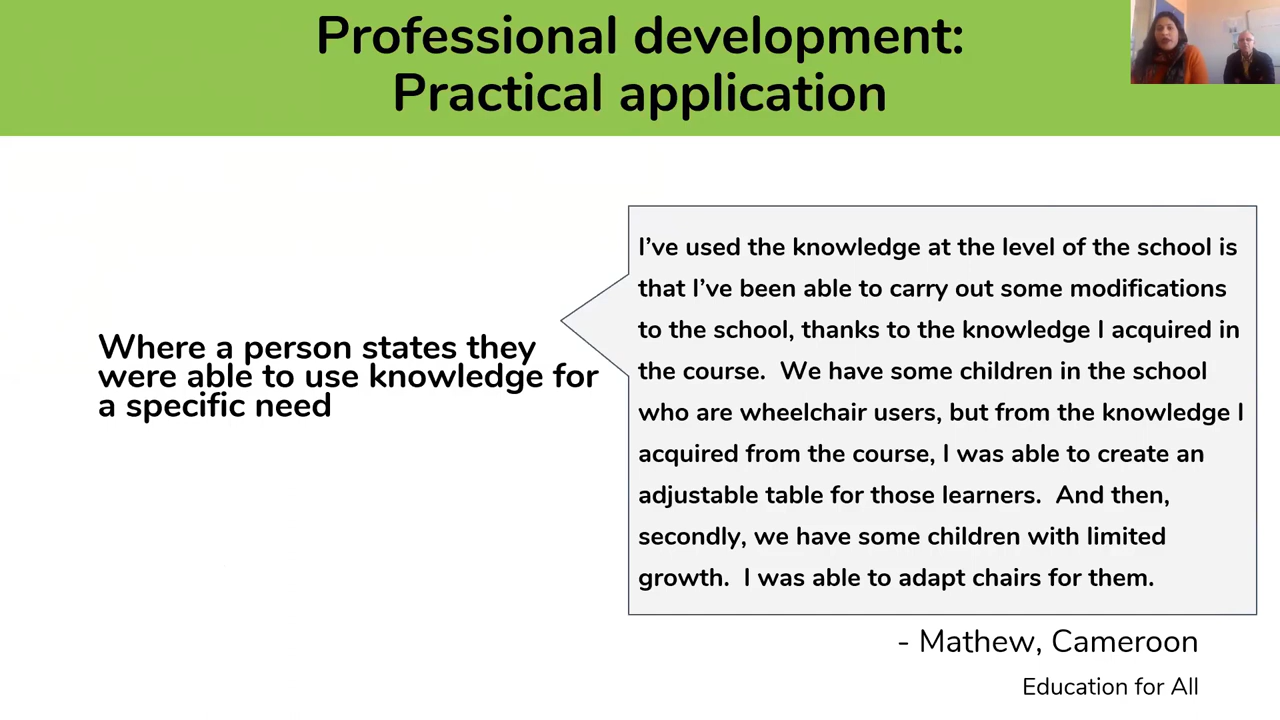 Professional development:
Practical application
Where a person states they
were able to use knowledge for
a specific need
I’ve used the knowledge at the level of the school is
that I’ve been able to carry out some modifications
to the school, thanks to the knowledge I acquired in
the course.  We have some children in the school
who are wheelchair users, but from the knowledge I
acquired from the course, I was able to create an
adjustable table for those learners.  And then,
secondly, we have some children with limited
growth.  I was able to adapt chairs for them.
- Mathew, Cameroon
Education for All